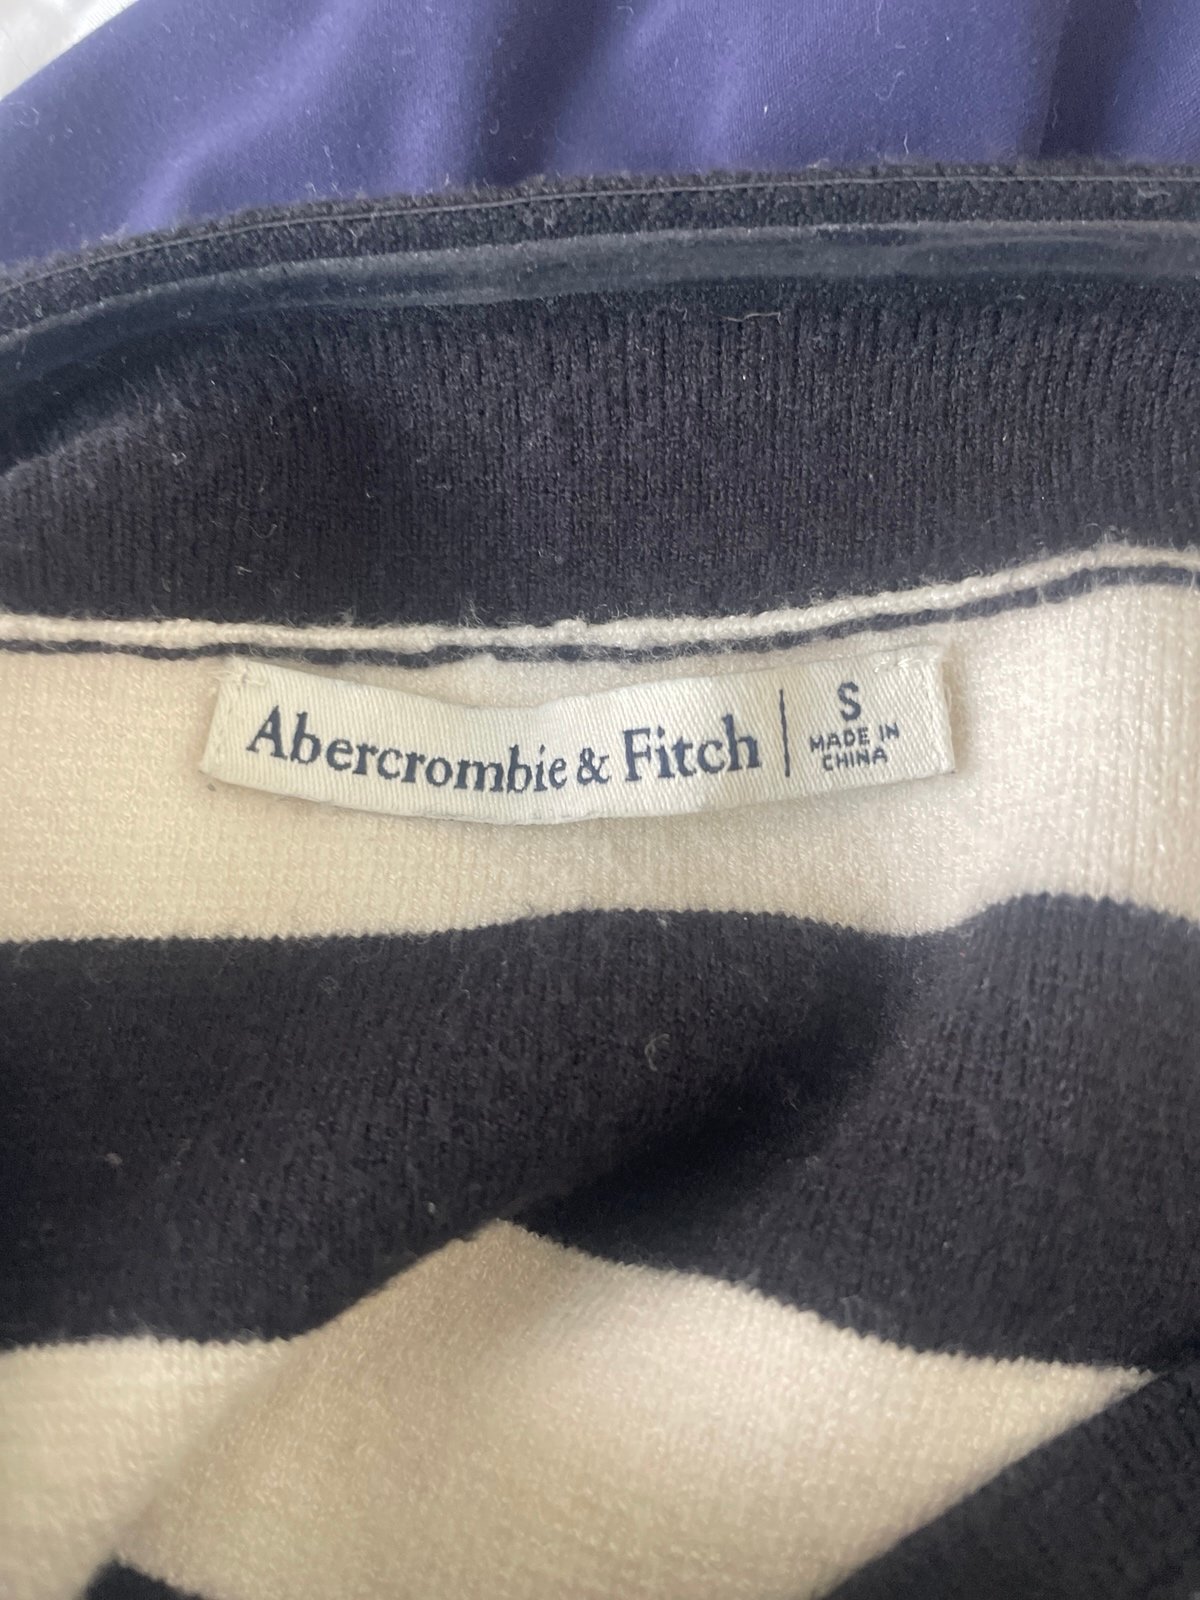 Abercrombie & Fitch | S
MADE IN
CHINA